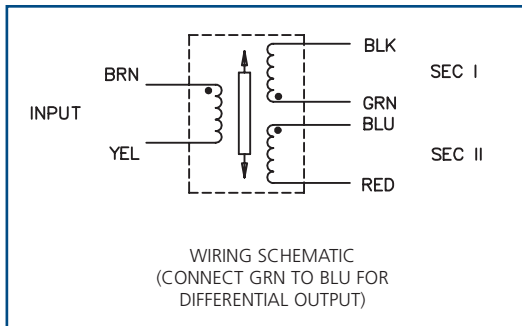 BLK
BRN
SEC I
INPUT
GRN
BLU
YEL
SEC II
RED
WIRING SCHEMATIC
(CONNECT GRN TO BLU FOR
DIFFERENTIAL OUTPUT)